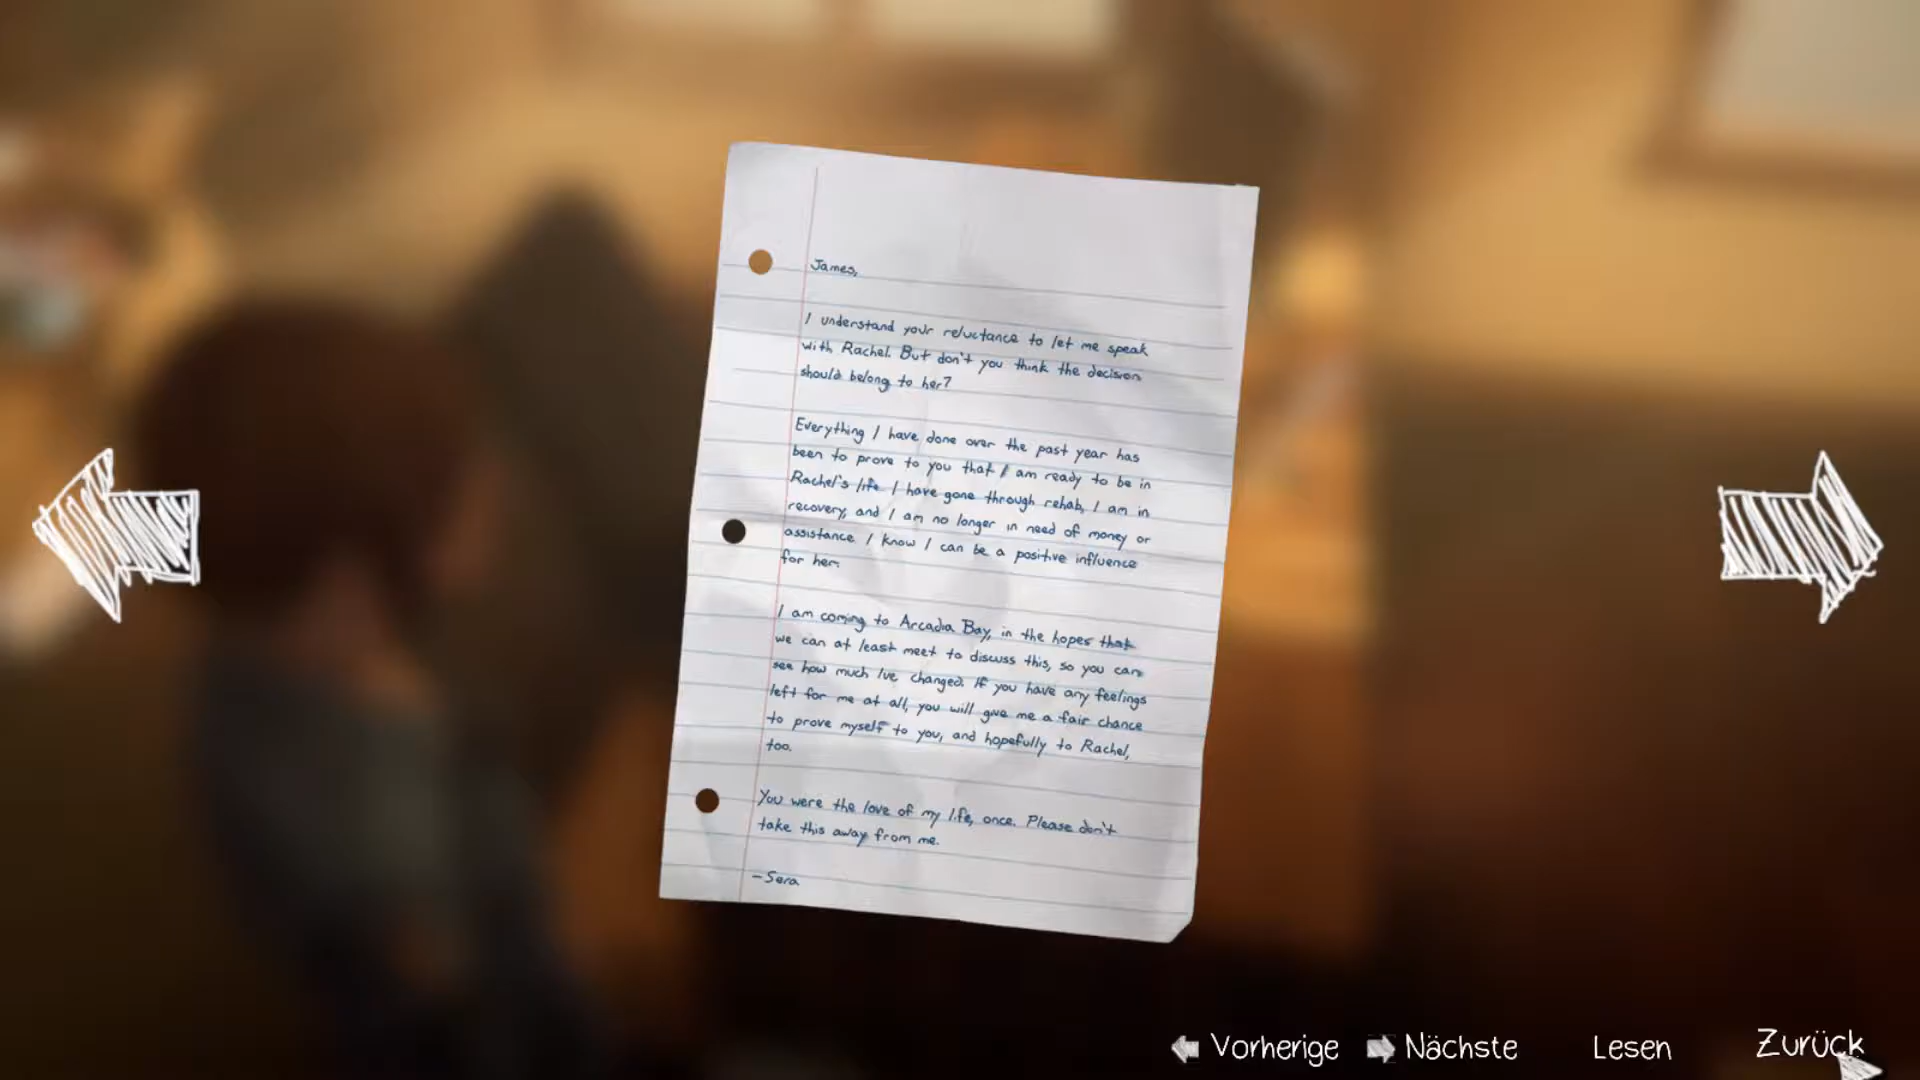 James,
I understand your reluctance to let me speak
with Rachel. But don't you think the decision
should belong to her?
Everything I have done over the past year has
been to prove to you that I am ready to be in
Rachel's life. I have gone through rehab, I am in
recovery, and I am no longer in need of money or
assistance. I know I can be a positive influence
for her.
I am coming to Arcadia Bay, in the hopes that
we can at least meet to discuss this, so you can
see how much I've changed. If you have any feelings
left for me at all, you will give me a fair chance
to prove myself to you, and hopefully to Rachel,
too.
You were the love of my life, once. Please don't
take this away from me.
-Sera
Vorherige Nächste Lesen Zurück